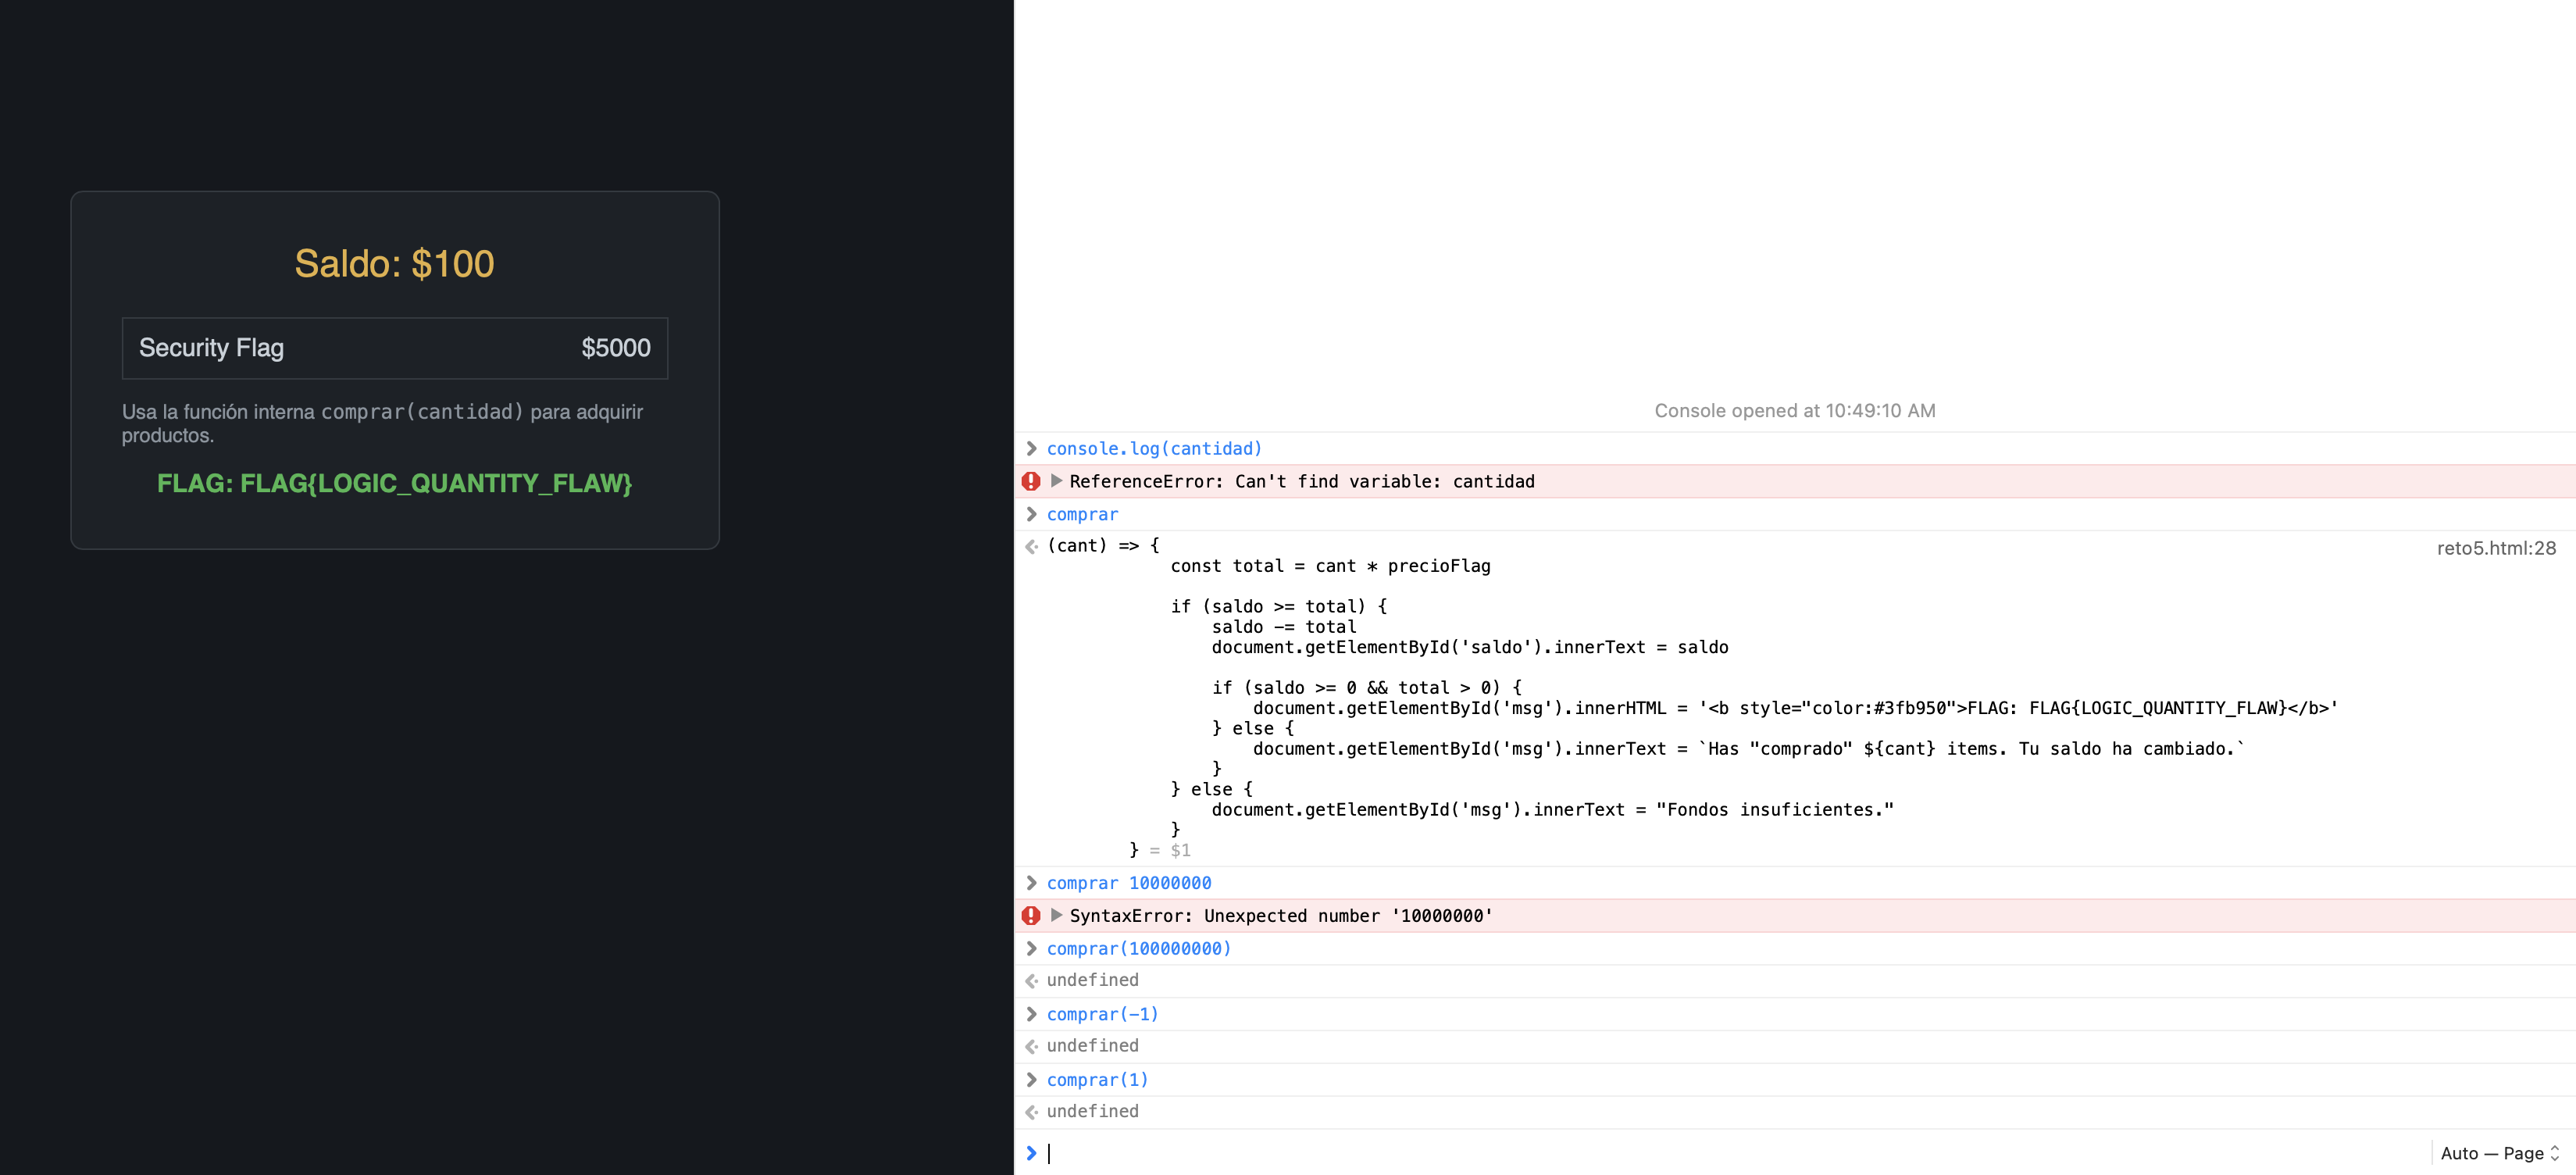 Saldo: $100
Security Flag $5000
Usa la función interna comprar(cantidad) para adquirir
productos.
FLAG: FLAG{LOGIC_QUANTITY_FLAW}
Console opened at 10:49:10 AM
console.log(cantidad)
ReferenceError: Can't find variable: cantidad
comprar
(cant) => { reto5.html:28
const total = cant * precioFlag
if (saldo >= total) {
saldo -= total
document.getElementById('saldo').innerText = saldo
if (saldo >= 0 && total > 0) {
document.getElementById('msg').innerHTML = '<b style="color:#3fb950">FLAG: FLAG{LOGIC_QUANTITY_FLAW}</b>'
} else {
document.getElementById('msg').innerText = `Has "comprado" ${cant} items. Tu saldo ha cambiado.`
}
} else {
document.getElementById('msg').innerText = "Fondos insuficientes."
}
} = $1
comprar 10000000
SyntaxError: Unexpected number '10000000'
comprar(100000000)
undefined
comprar(-1)
undefined
comprar(1)
undefined
Auto — Page